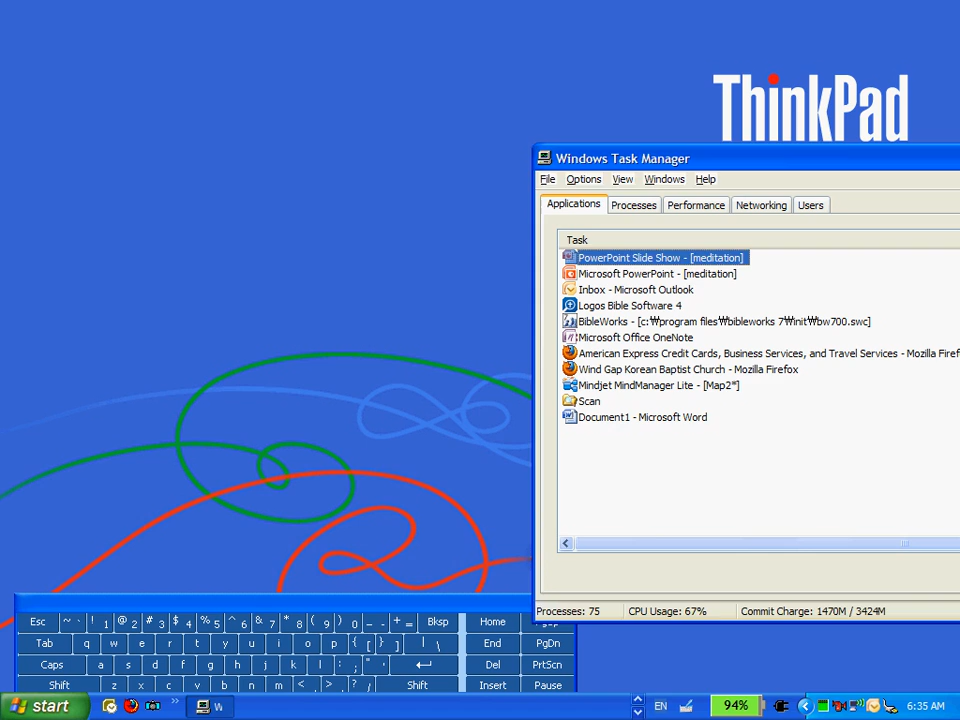 ThinkPad
Windows Task Manager
File Options View Windows Help
Applications Processes Performance Networking Users
Task
PowerPoint Slide Show - [meditation]
Microsoft PowerPoint - [meditation]
Inbox - Microsoft Outlook
Logos Bible Software 4
BibleWorks - [c:₩program files₩bibleworks 7₩init₩bw700.swc]
Microsoft Office OneNote
American Express Credit Cards, Business Services, and Travel Services - Mozilla Firef
Wind Gap Korean Baptist Church - Mozilla Firefox
Mindjet MindManager Lite - [Map2*]
Scan
Document1 - Microsoft Word
Processes: 75 CPU Usage: 67% Commit Charge: 1470M / 3424M
Esc ~ ` ! 1 @ 2 # 3 $ 4 % 5 ^ 6 & 7 * 8 ( 9 ) 0 _ - + = Bksp Home
Tab q w e r t y u i o p { [ } ] | \ End PgDn
Caps a s d f g h j k l : ; " ' Del PrtScn
Shift z x c v b n m < , > . ? / Shift Insert Pause
start W EN 94% 6:35 AM